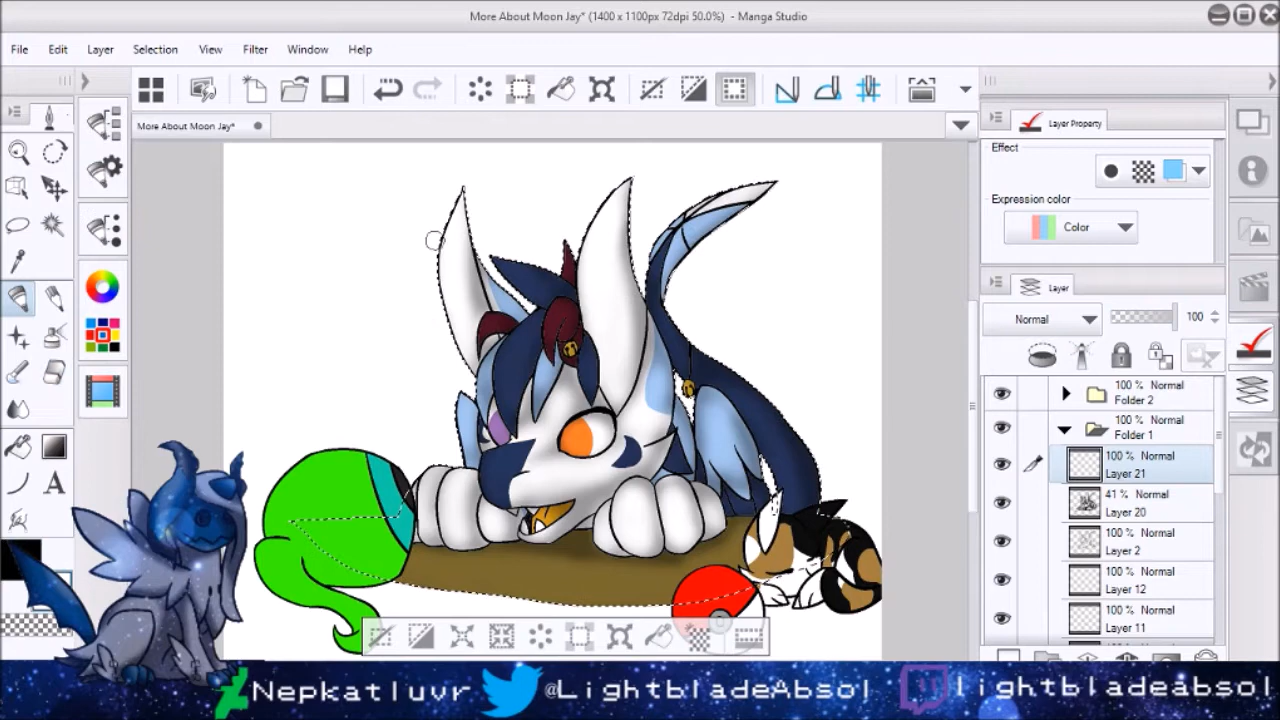 More About Moon Jay* (1400 x 1100px 72dpi 50.0%) - Manga Studio
File Edit Layer Selection View Filter Window Help
More About Moon Jay*
Layer Property
Effect
Expression color
Color
Layer
Normal 100
100 % Normal
Folder 2
100 % Normal
Folder 1
100 % Normal
Layer 21
41 % Normal
Layer 20
100 % Normal
Layer 2
100 % Normal
Layer 12
100 % Normal
Layer 11
A
Nepkatluvr @LightbladeAbsol lightbladeabsol